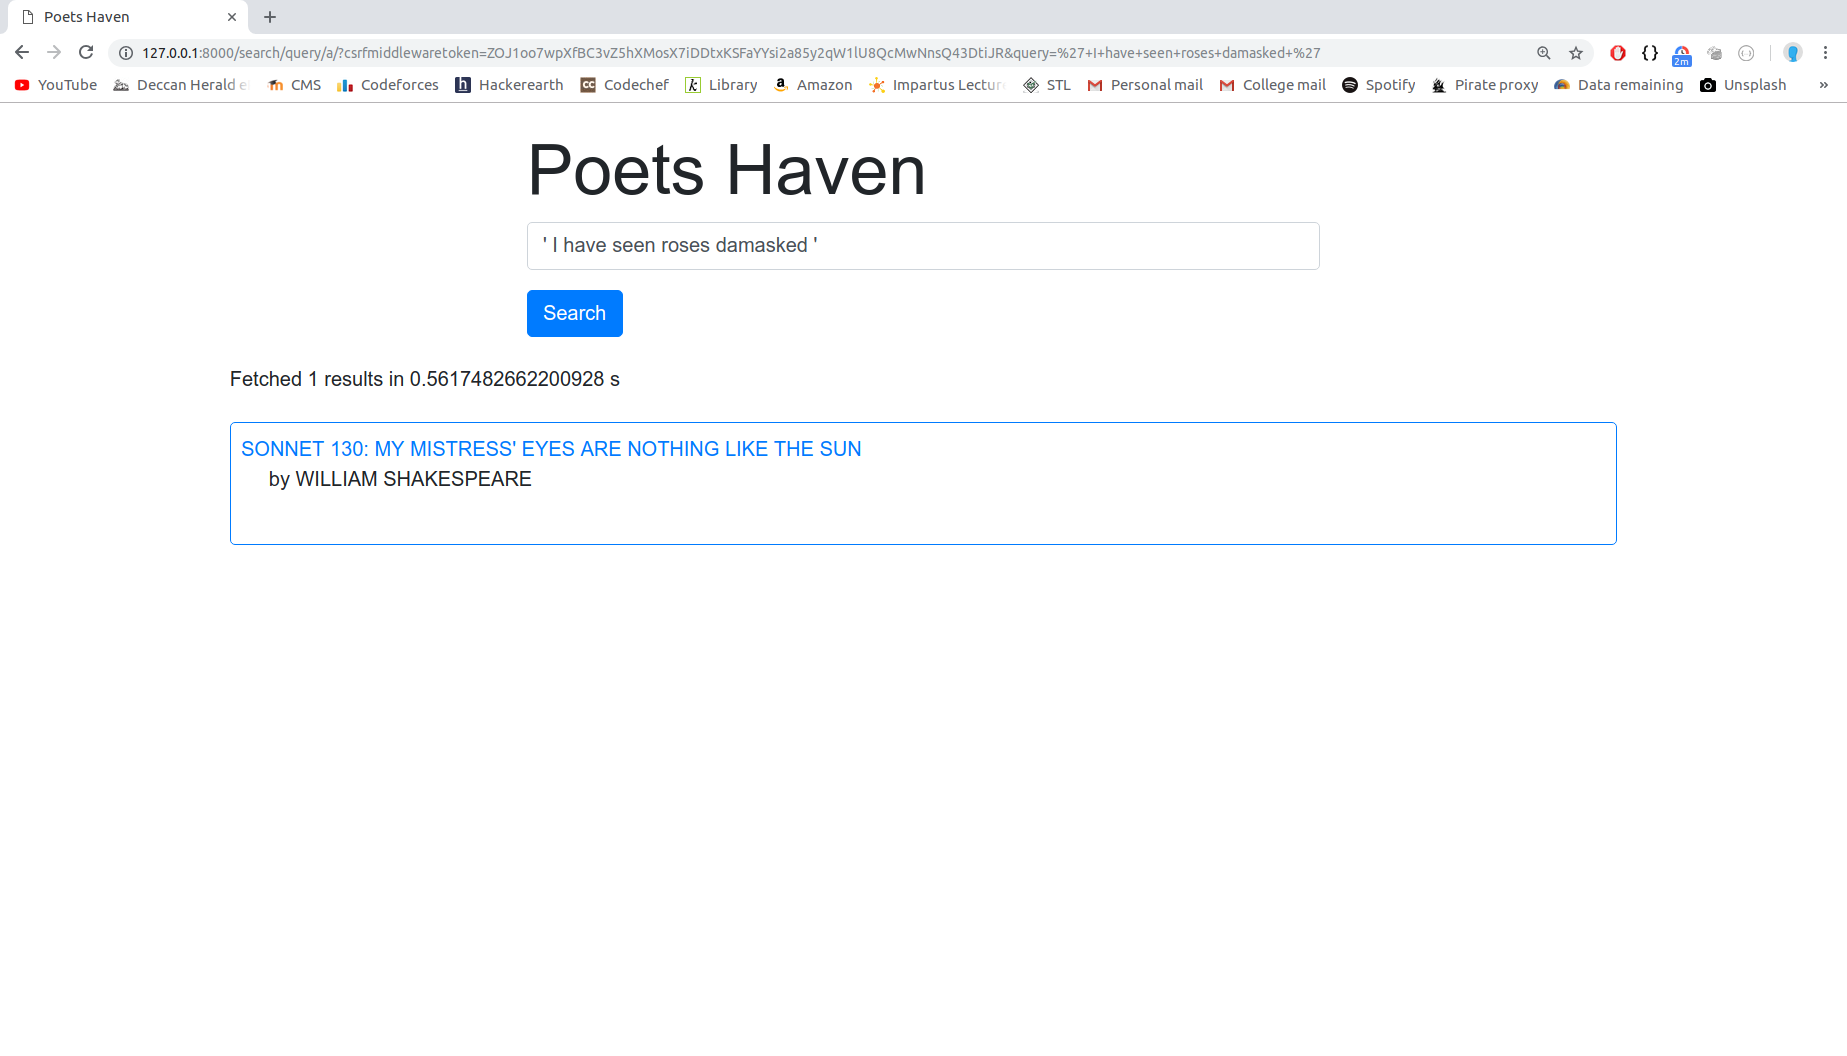 Poets Haven
127.0.0.1:8000/search/query/a/?csrfmiddlewaretoken=ZOJ1oo7wpXfBC3vZ5hXMosX7iDDtxKSFaYYsi2a85y2qW1lU8QcMwNnsQ43DtiJR&query=%27+I+have+seen+roses+damasked+%27
2m
YouTube Deccan Herald e CMS Codeforces h Hackerearth CC Codechef k Library a Amazon Impartus Lectur STL Personal mail College mail Spotify Pirate proxy Data remaining Unsplash »
Poets Haven
' I have seen roses damasked '
Search
Fetched 1 results in 0.5617482662200928 s
SONNET 130: MY MISTRESS' EYES ARE NOTHING LIKE THE SUN
by WILLIAM SHAKESPEARE